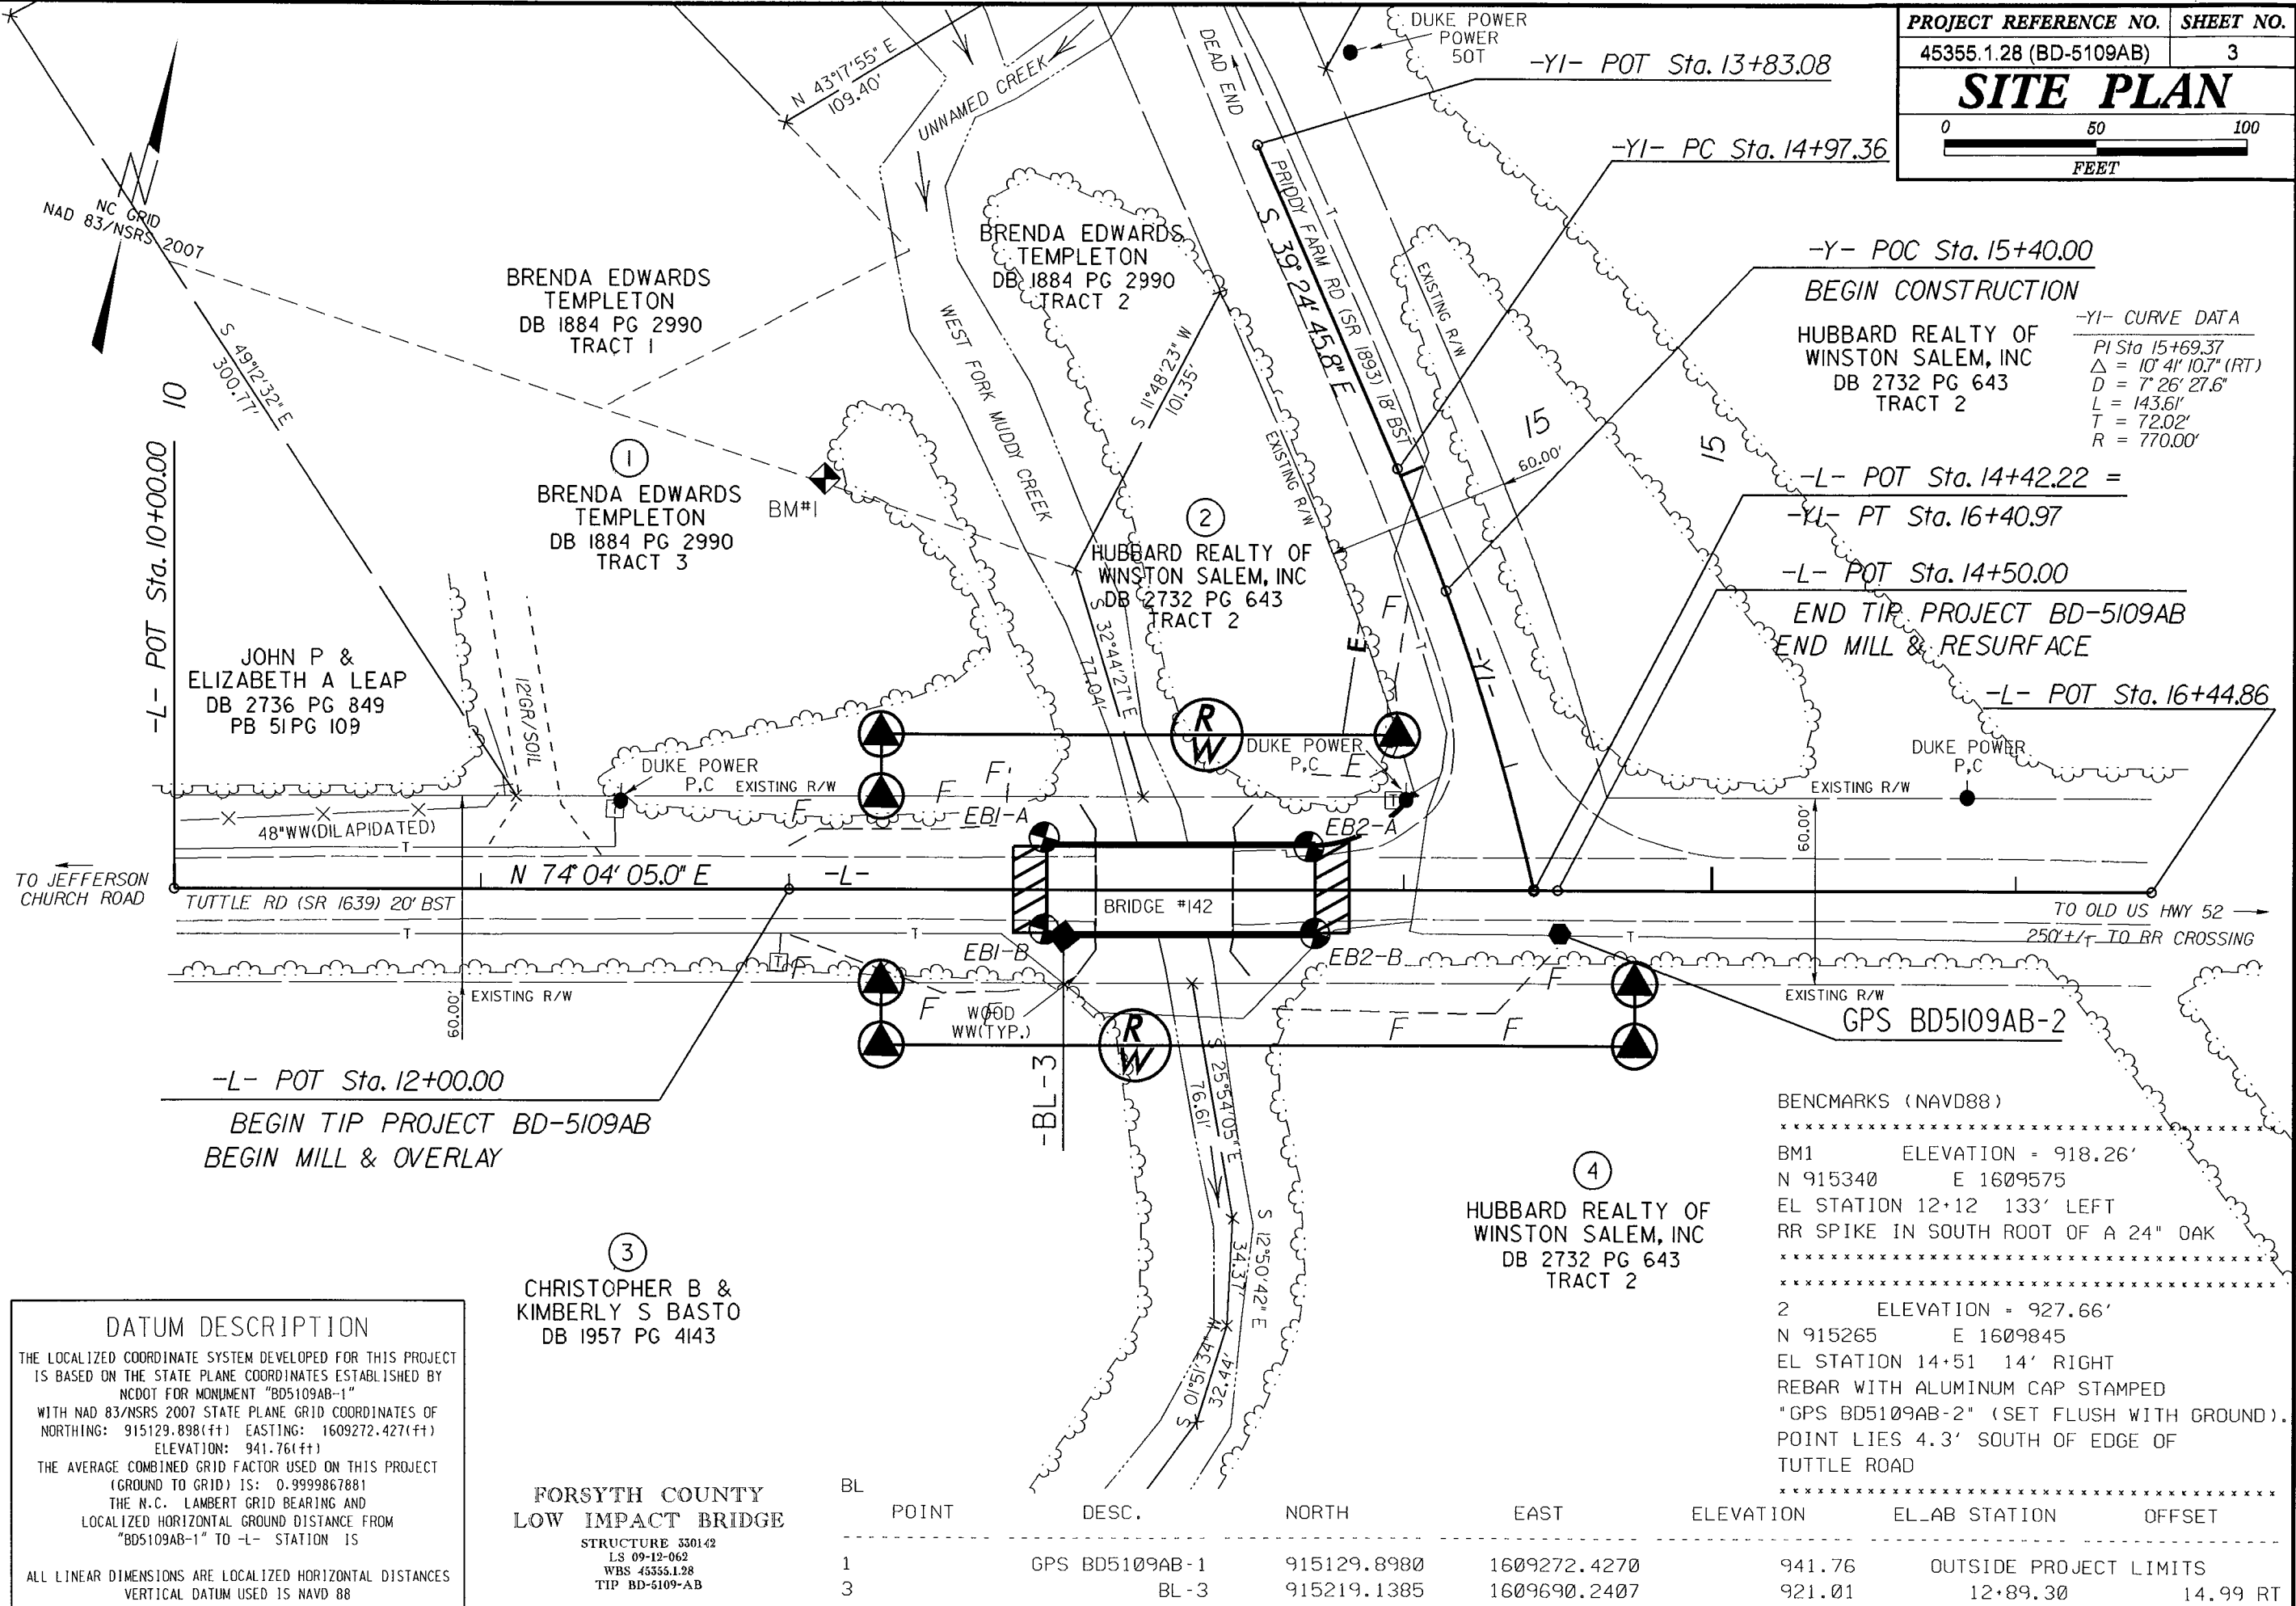 PROJECT REFERENCE NO. SHEET NO.
45355.1.28 (BD-5109AB) 3
SITE PLAN
0 50 100
FEET
DUKE POWER
POWER
50T
-Y1- POT Sta. 13+83.08
-Y1- PC Sta. 14+97.36
-Y- POC Sta. 15+40.00
BEGIN CONSTRUCTION
HUBBARD REALTY OF
WINSTON SALEM, INC
DB 2732 PG 643
TRACT 2
-Y1- CURVE DATA
PI Sta 15+69.37
Δ = 10° 41' 10.7" (RT)
D = 7° 26' 27.6"
L = 143.61'
T = 72.02'
R = 770.00'
-L- POT Sta. 14+42.22 =
-Y1- PT Sta. 16+40.97
-L- POT Sta. 14+50.00
END TIP PROJECT BD-5109AB
END MILL & RESURFACE
-L- POT Sta. 16+44.86
N 43°17'55" E
109.40'
UNNAMED CREEK
DEAD END
NC GRID
NAD 83/NSRS 2007
S 49°12'32" E
300.77'
BRENDA EDWARDS
TEMPLETON
DB 1884 PG 2990
TRACT 1
BRENDA EDWARDS
TEMPLETON
DB 1884 PG 2990
TRACT 2
WEST FORK MUDDY CREEK
S 11°48'23" W
101.35'
PRIDDY FARM RD (SR 1893) 18' BST
S 39° 24' 45.8" E
EXISTING R/W
EXISTING R/W
T
15
15
60.00'
10
-L- POT Sta. 10+00.00
1
BRENDA EDWARDS
TEMPLETON
DB 1884 PG 2990
TRACT 3
BM#1
2
HUBBARD REALTY OF
WINSTON SALEM, INC
DB 2732 PG 643
TRACT 2
S 32°44'27" E
77.04'
JOHN P &
ELIZABETH A LEAP
DB 2736 PG 849
PB 51 PG 109
12' GR/SOIL
E
F
T
-Y1-
R
W
DUKE POWER
P,C
EXISTING R/W
F
F
F
DUKE POWER
P,C
E
T
DUKE POWER
P,C
EXISTING R/W
48"WW(DILAPIDATED)
T
T
EB1-A
EB2-A
60.00'
TO JEFFERSON
CHURCH ROAD
N 74° 04' 05.0" E
-L-
TUTTLE RD (SR 1639) 20' BST
BRIDGE #142
TO OLD US HWY 52
250'+/- TO RR CROSSING
T
T
T
T
F
EB1-B
EB2-B
60.00'
EXISTING R/W
EXISTING R/W
F
F
WOOD
WW(TYP.)
R
W
F
F
F
GPS BD5109AB-2
-L- POT Sta. 12+00.00
BEGIN TIP PROJECT BD-5109AB
BEGIN MILL & OVERLAY
-BL-3
S 25°54'05" E
76.61'
S 12°50'42" E
34.37'
S 01°51'34" W
32.44'
3
CHRISTOPHER B &
KIMBERLY S BASTO
DB 1957 PG 4143
4
HUBBARD REALTY OF
WINSTON SALEM, INC
DB 2732 PG 643
TRACT 2
BENCMARKS (NAVD88)
BM1 ELEVATION = 918.26'
N 915340 E 1609575
EL STATION 12+12 133' LEFT
RR SPIKE IN SOUTH ROOT OF A 24" OAK
2 ELEVATION = 927.66'
N 915265 E 1609845
EL STATION 14+51 14' RIGHT
REBAR WITH ALUMINUM CAP STAMPED
"GPS BD5109AB-2" (SET FLUSH WITH GROUND).
POINT LIES 4.3' SOUTH OF EDGE OF
TUTTLE ROAD
DATUM DESCRIPTION
THE LOCALIZED COORDINATE SYSTEM DEVELOPED FOR THIS PROJECT
IS BASED ON THE STATE PLANE COORDINATES ESTABLISHED BY
NCDOT FOR MONUMENT "BD5109AB-1"
WITH NAD 83/NSRS 2007 STATE PLANE GRID COORDINATES OF
NORTHING: 915129.898(ft) EASTING: 1609272.427(ft)
ELEVATION: 941.76(ft)
THE AVERAGE COMBINED GRID FACTOR USED ON THIS PROJECT
(GROUND TO GRID) IS: 0.9999867881
THE N.C. LAMBERT GRID BEARING AND
LOCALIZED HORIZONTAL GROUND DISTANCE FROM
"BD5109AB-1" TO -L- STATION IS
ALL LINEAR DIMENSIONS ARE LOCALIZED HORIZONTAL DISTANCES
VERTICAL DATUM USED IS NAVD 88
FORSYTH COUNTY
LOW IMPACT BRIDGE
STRUCTURE 330142
LS 09-12-062
WBS 45355.1.28
TIP BD-5109-AB
BL
POINT DESC. NORTH EAST ELEVATION EL_AB STATION OFFSET
1 GPS BD5109AB-1 915129.8980 1609272.4270 941.76 OUTSIDE PROJECT LIMITS
3 BL-3 915219.1385 1609690.2407 921.01 12+89.30 14.99 RT